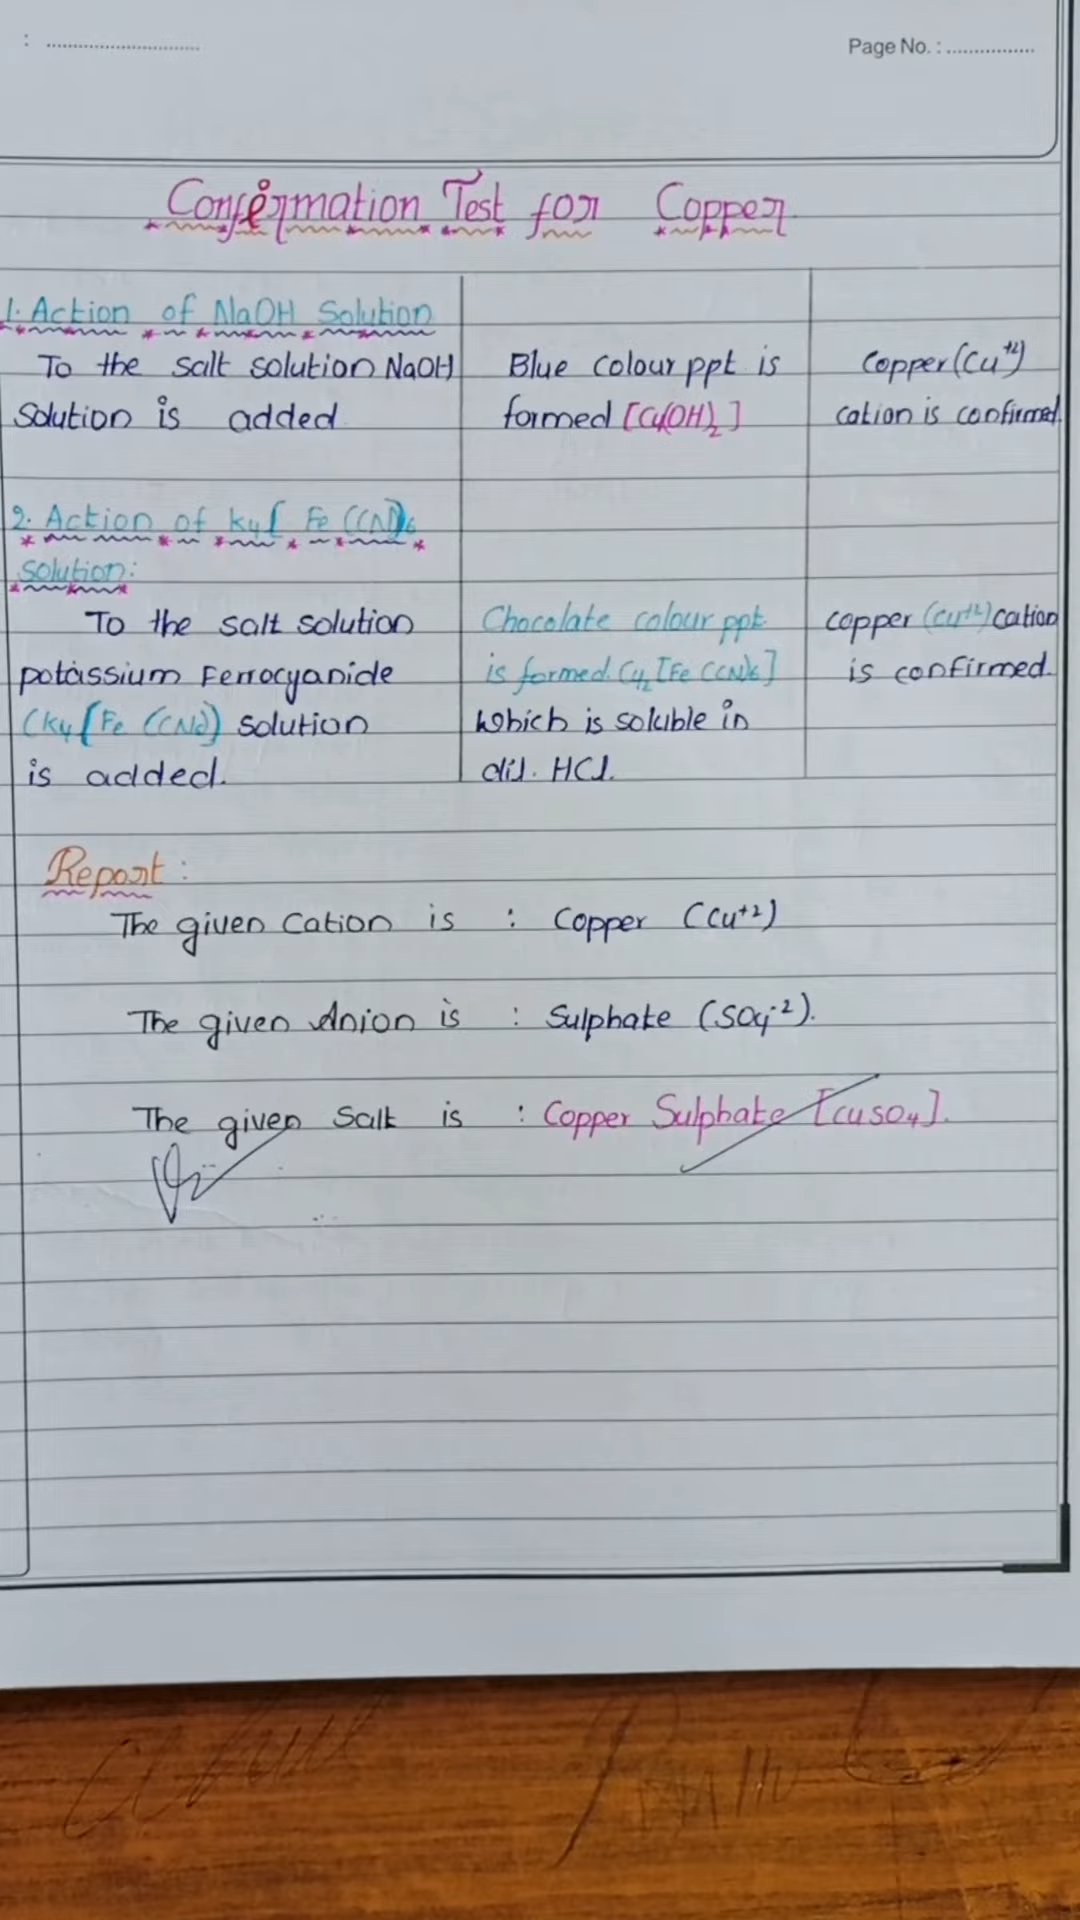 : ............................
Page No. : ................
Confirmation Test for Copper
1. Action of NaOH Solution
To the salt solution NaOH Blue colour ppt is Copper (Cu⁺²)
Solution is added formed [Cu(OH)₂] cation is confirmed
2. Action of K₄[Fe(CN)₆
Solution:
To the salt solution Chocolate colour ppt. copper (Cu⁺²) cation
potassium Ferrocyanide is formed. Cu₂[Fe(CN)₆] is confirmed.
(K₄[Fe(CN)₆) solution which is soluble in
is added. dil. HCl.
Report :
The given Cation is : Copper (Cu⁺²)
The given Anion is : Sulphate (SO₄⁻²).
The given Salt is : Copper Sulphate [CuSO₄].